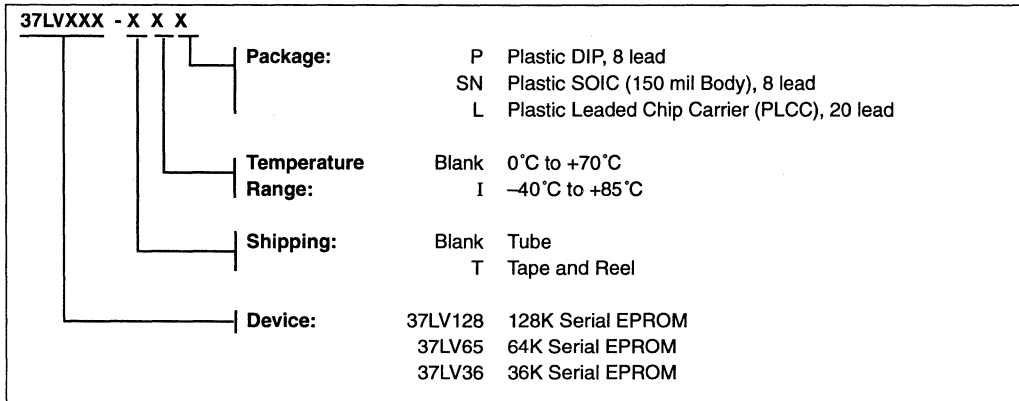 37LVXXX - X X X
Package: P Plastic DIP, 8 lead
SN Plastic SOIC (150 mil Body), 8 lead
L Plastic Leaded Chip Carrier (PLCC), 20 lead
Temperature Blank 0˚C to +70˚C
Range: I –40˚C to +85˚C
Shipping: Blank Tube
T Tape and Reel
Device: 37LV128 128K Serial EPROM
37LV65 64K Serial EPROM
37LV36 36K Serial EPROM